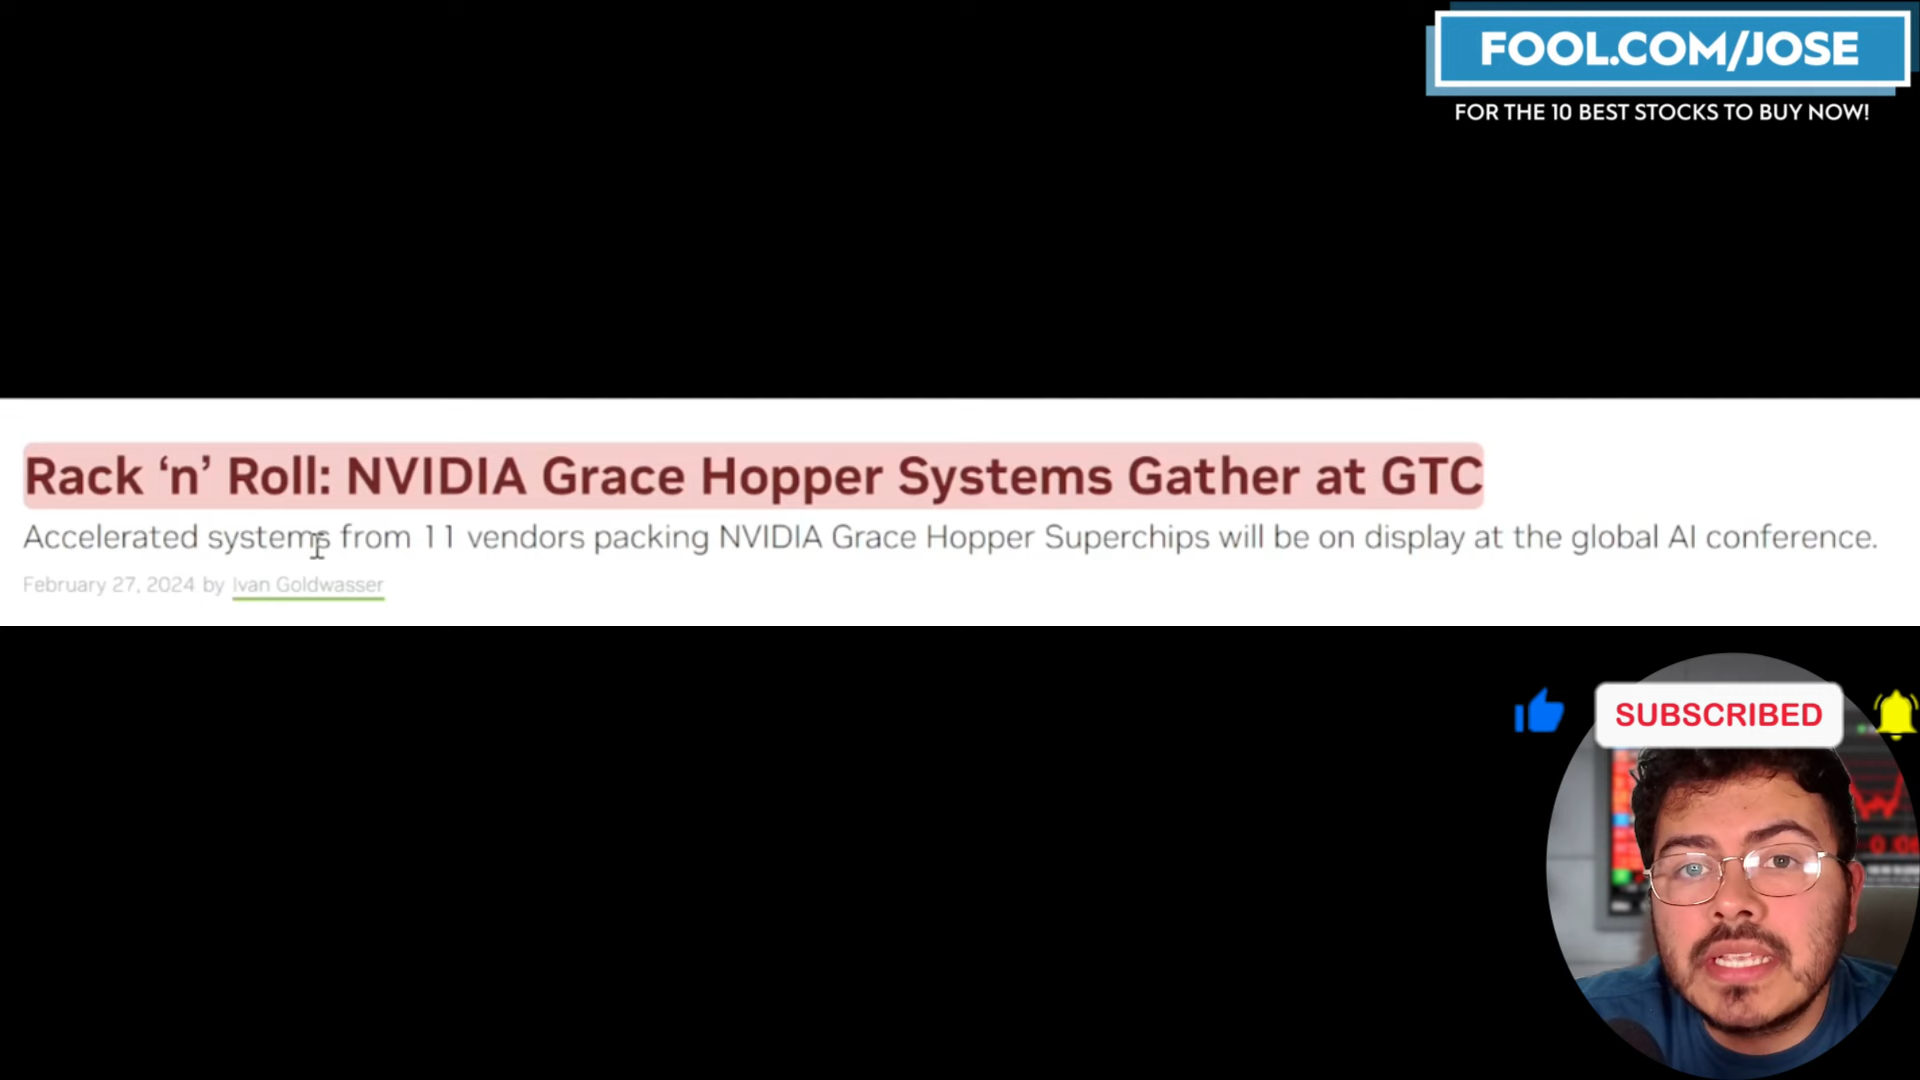 FOOL.COM/JOSE
FOR THE 10 BEST STOCKS TO BUY NOW!
Rack ‘n’ Roll: NVIDIA Grace Hopper Systems Gather at GTC
Accelerated systems from 11 vendors packing NVIDIA Grace Hopper Superchips will be on display at the global AI conference.
February 27, 2024 by Ivan Goldwasser
SUBSCRIBED